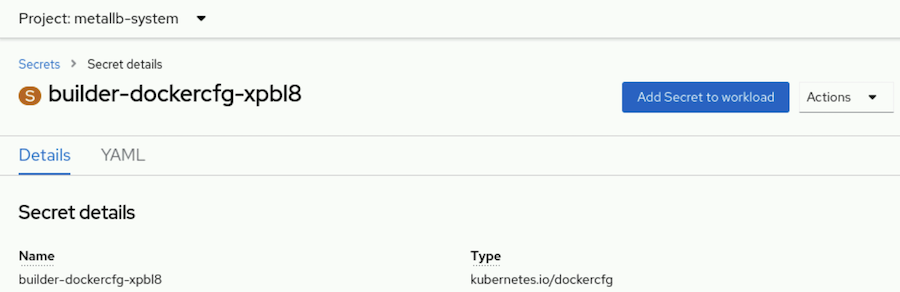 Project: metallb-system
Secrets > Secret details
S builder-dockercfg-xpbl8
Add Secret to workload Actions
Details YAML
Secret details
Name Type
builder-dockercfg-xpbl8 kubernetes.io/dockercfg